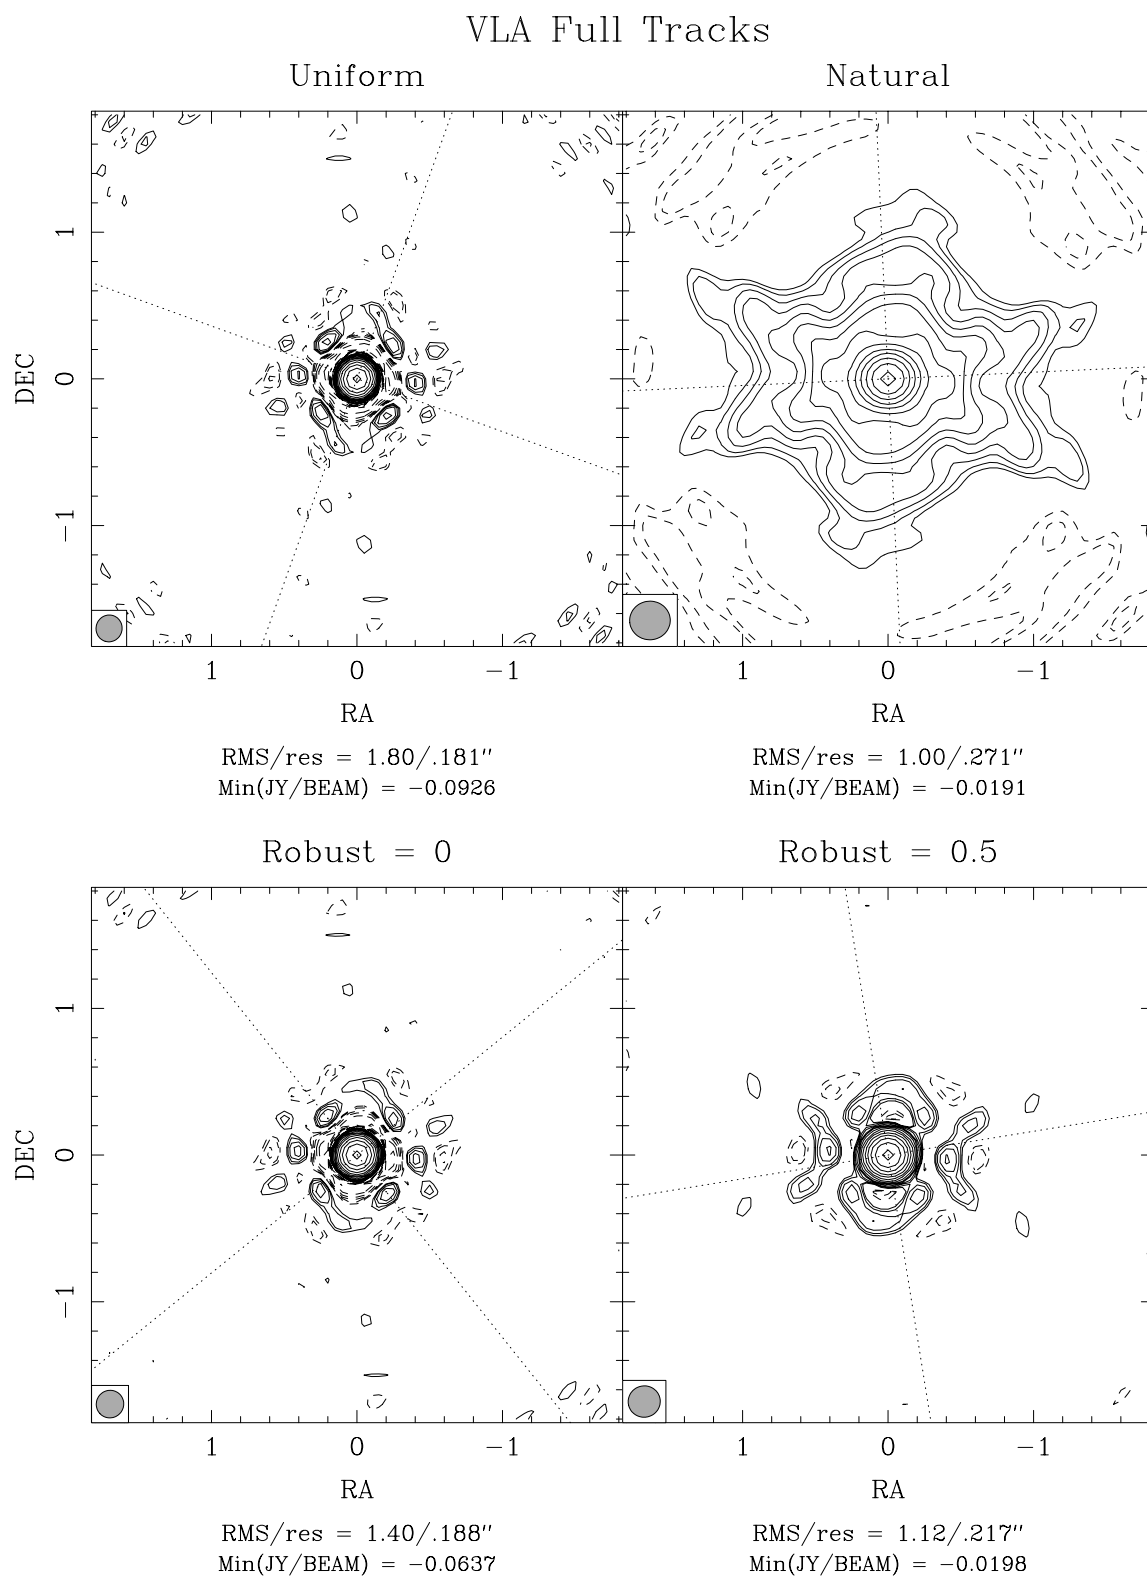 VLA Full Tracks
Uniform
Natural
DEC
1
0
−1
1
0
−1
1
0
−1
RA
RA
RMS/res = 1.80/.181″
RMS/res = 1.00/.271″
Min(JY/BEAM) = −0.0926
Min(JY/BEAM) = −0.0191
Robust = 0
Robust = 0.5
DEC
1
0
−1
1
0
−1
1
0
−1
RA
RA
RMS/res = 1.40/.188″
RMS/res = 1.12/.217″
Min(JY/BEAM) = −0.0637
Min(JY/BEAM) = −0.0198